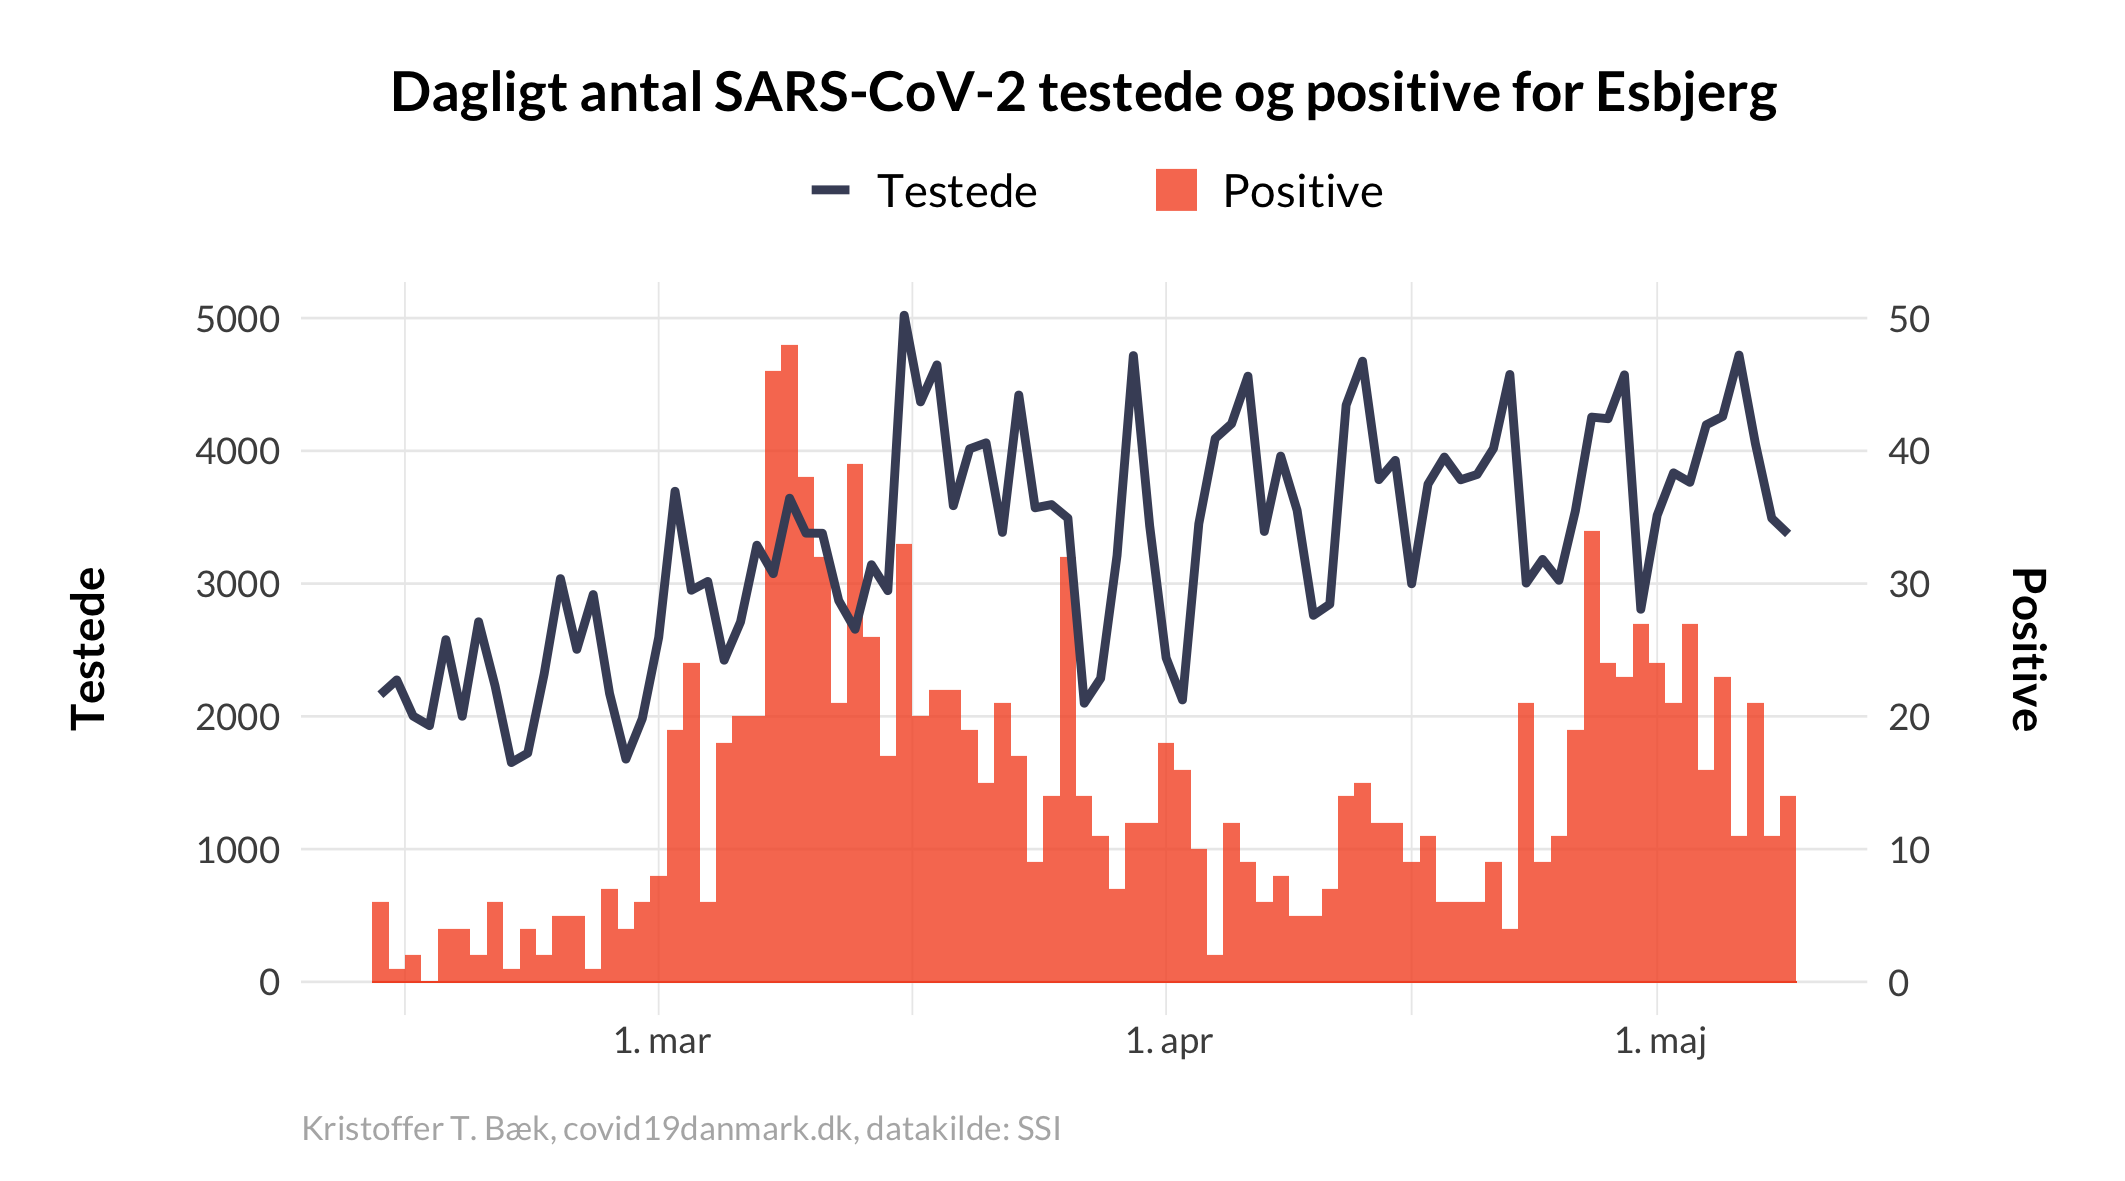 Dagligt antal SARS-CoV-2 testede og positive for Esbjerg
Testede
Positive
Testede
5000
4000
3000
2000
1000
0
50
40
30
20
10
0
Positive
1. mar
1. apr
1. maj
Kristoffer T. Bæk, covid19danmark.dk, datakilde: SSI